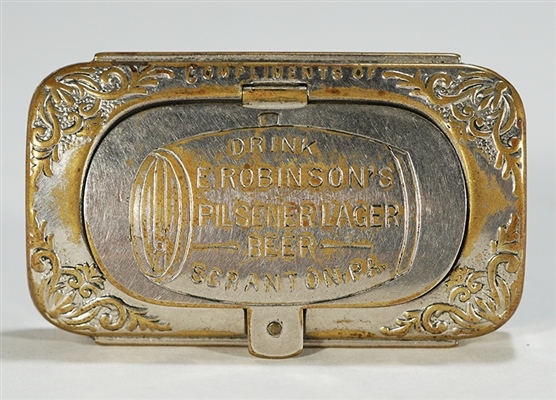 COMPLIMENTS OF
DRINK
E. ROBINSON'S
PILSENER LAGER
BEER
SCRANTON, PA.